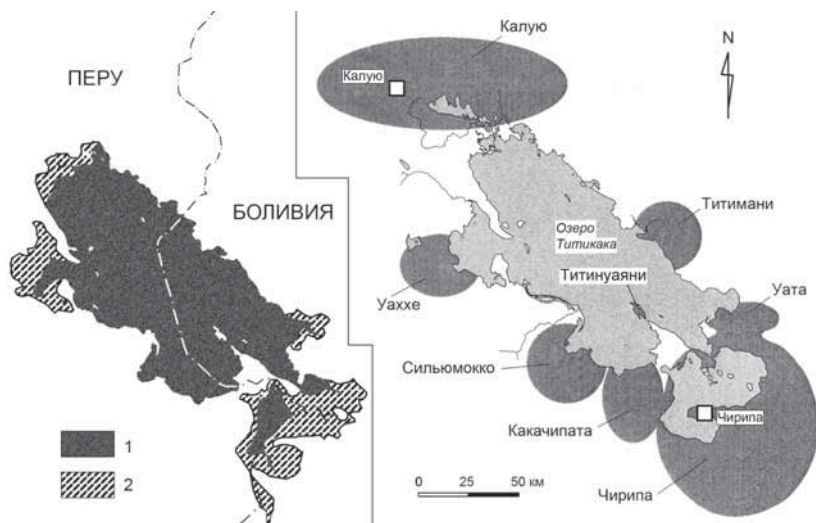 ПЕРУ
БОЛИВИЯ
1
2
Калую
Калую
N
Титимани
Озеро
Титикака
Титинуаяни
Уата
Уаххе
Сильюмокко
Какачипата
Чирипа
0 25 50 км
Чирипа